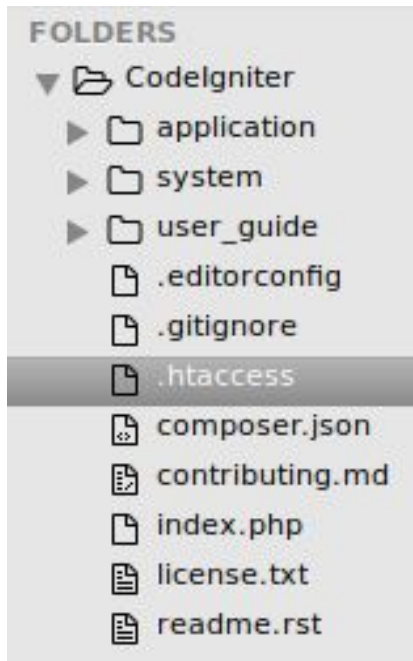 FOLDERS
CodeIgniter
application
system
user_guide
.editorconfig
.gitignore
.htaccess
composer.json
contributing.md
index.php
license.txt
readme.rst